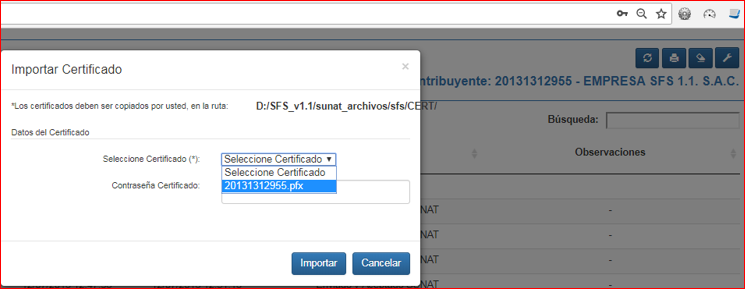 Importar Certificado ×
ntribuyente: 20131312955 - EMPRESA SFS 1.1. S.A.C.
*Los certificados deben ser copiados por usted, en la ruta: D:/SFS_v1.1/sunat_archivos/sfs/CERT/
Búsqueda:
Datos del Certificado
Observaciones
Seleccione Certificado (*): Seleccione Certificado
Seleccione Certificado
20131312955.pfx
Contraseña Certificado:
NAT -
NAT -
NAT -
Importar Cancelar
-